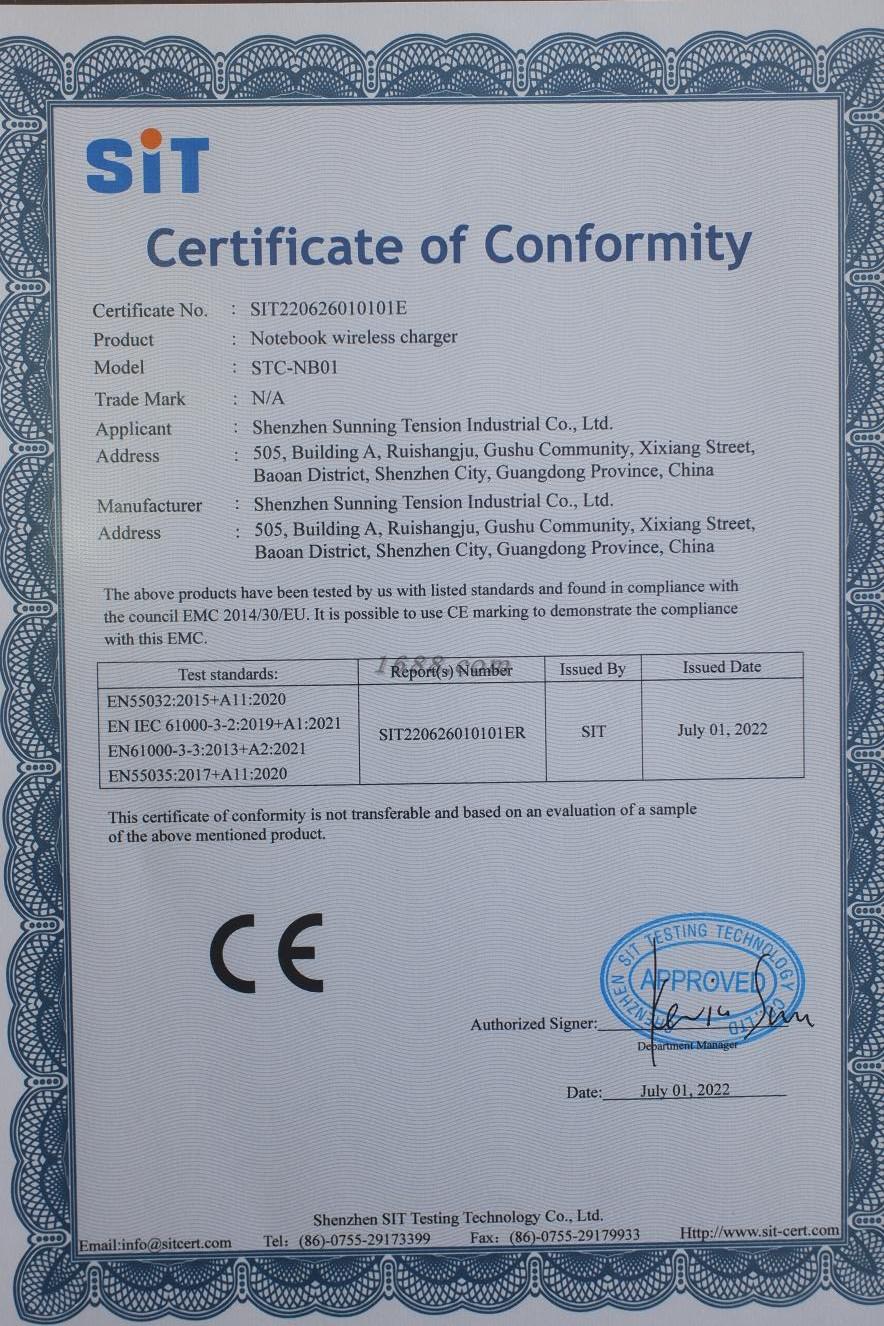 SiT
Certificate of Conformity
Certificate No. : SIT220626010101E
Product : Notebook wireless charger
Model : STC-NB01
Trade Mark : N/A
Applicant : Shenzhen Sunning Tension Industrial Co., Ltd.
Address : 505, Building A, Ruishangju, Gushu Community, Xixiang Street,
Baoan District, Shenzhen City, Guangdong Province, China
Manufacturer : Shenzhen Sunning Tension Industrial Co., Ltd.
Address : 505, Building A, Ruishangju, Gushu Community, Xixiang Street,
Baoan District, Shenzhen City, Guangdong Province, China
The above products have been tested by us with listed standards and found in compliance with
the council EMC 2014/30/EU. It is possible to use CE marking to demonstrate the compliance
with this EMC.
1688.com
Test standards: Report(s) Number Issued By Issued Date
EN55032:2015+A11:2020
EN IEC 61000-3-2:2019+A1:2021
EN61000-3-3:2013+A2:2021
EN55035:2017+A11:2020
SIT220626010101ER SIT July 01, 2022
This certificate of conformity is not transferable and based on an evaluation of a sample
of the above mentioned product.
CE
SHENZHEN SIT TESTING TECHNOLOGY CO., LTD
APPROVED
Authorized Signer:
Department Manager
Date: July 01, 2022
Shenzhen SIT Testing Technology Co., Ltd.
Email:info@sitcert.com Tel: (86)-0755-29173399 Fax: (86)-0755-29179933 Http://www.sit-cert.com